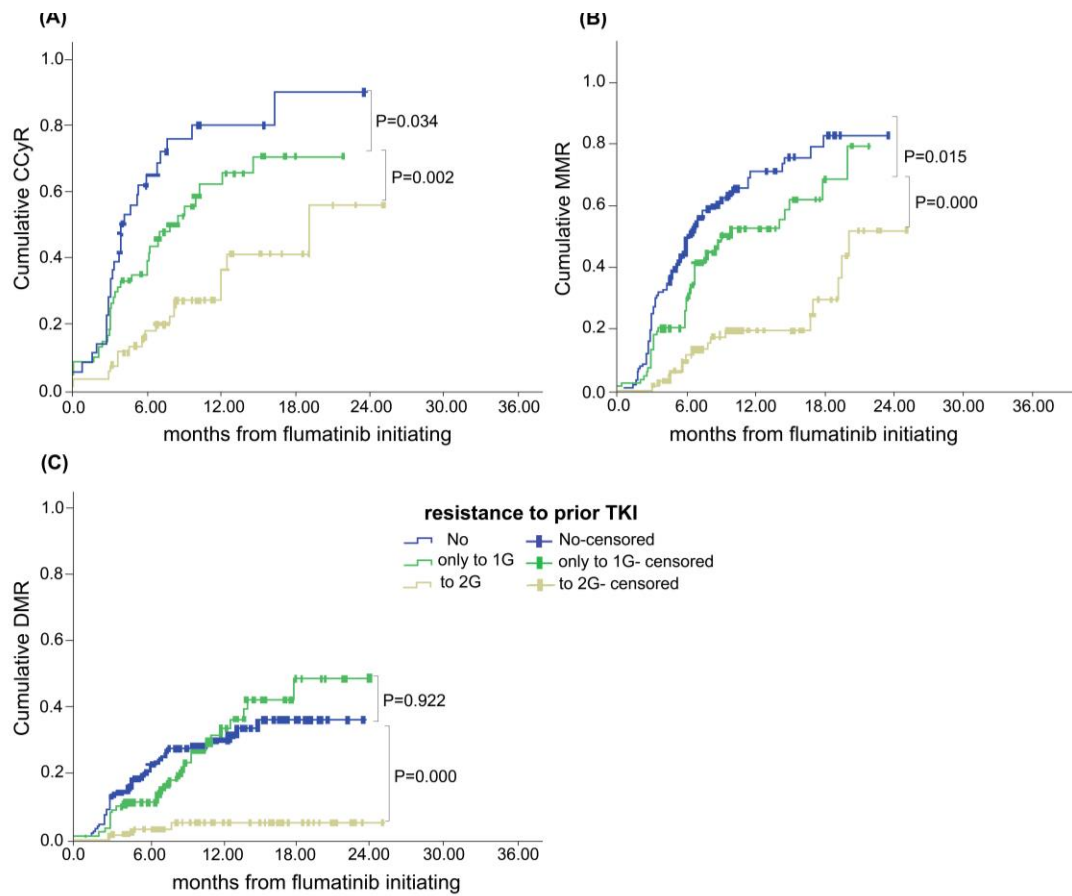 (A)
1.0
0.8
0.6
0.4
0.2
0.0
Cumulative CCyR
P=0.034
P=0.002
0.0 6.00 12.00 18.00 24.00 30.00 36.00
months from flumatinib initiating
(B)
1.0
0.8
0.6
0.4
0.2
0.0
Cumulative MMR
P=0.015
P=0.000
0.0 6.00 12.00 18.00 24.00 30.00 36.00
months from flumatinib initiating
(C)
1.0
0.8
0.6
0.4
0.2
0.0
Cumulative DMR
resistance to prior TKI
No No-censored
only to 1G only to 1G- censored
to 2G to 2G- censored
P=0.922
P=0.000
0.0 6.00 12.00 18.00 24.00 30.00 36.00
months from flumatinib initiating